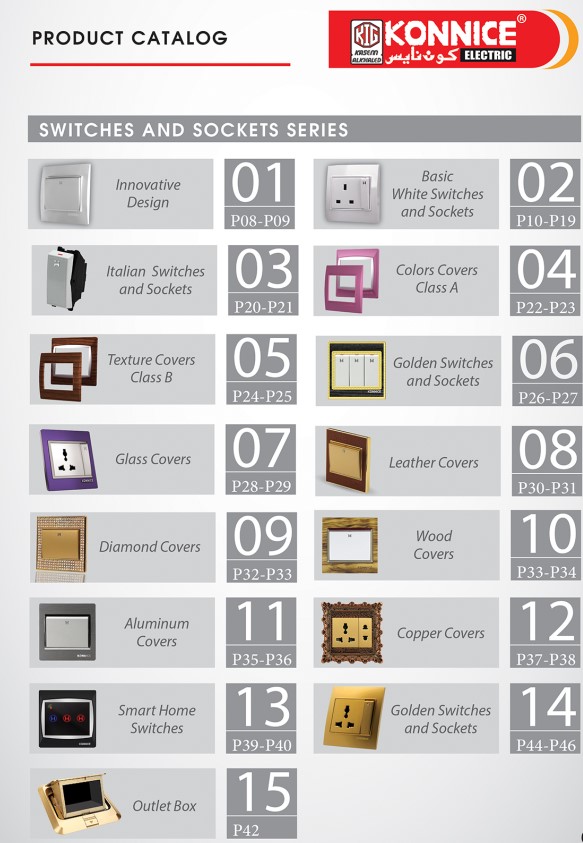 PRODUCT CATALOG
KTG
KASEM
ALKHALED
KONNICE®
كونايس ELECTRIC
SWITCHES AND SOCKETS SERIES
Innovative
Design
01
P08-P09
Basic
White Switches
and Sockets
02
P10-P19
Italian Switches
and Sockets
03
P20-P21
Colors Covers
Class A
04
P22-P23
Texture Covers
Class B
05
P24-P25
Golden Switches
and Sockets
06
P26-P27
Glass Covers
07
P28-P29
Leather Covers
08
P30-P31
Diamond Covers
09
P32-P33
Wood
Covers
10
P33-P34
Aluminum
Covers
11
P35-P36
Copper Covers
12
P37-P38
Smart Home
Switches
13
P39-P40
Golden Switches
and Sockets
14
P44-P46
Outlet Box
15
P42